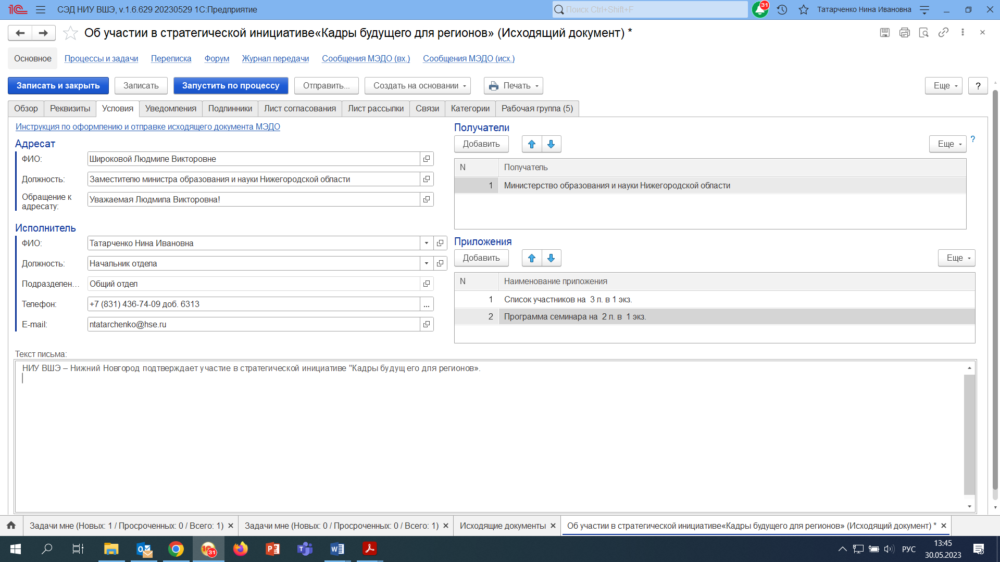 СЭД НИУ ВШЭ, v.1.6.629 20230529 1С:Предприятие
Поиск Ctrl+Shift+F
31
Татарченко Нина Ивановна
Об участии в стратегической инициативе«Кадры будущего для регионов» (Исходящий документ) *
Основное Процессы и задачи Переписка Форум Журнал передачи Сообщения МЭДО (вх.) Сообщения МЭДО (исх.)
Записать и закрыть Записать Запустить по процессу Отправить... Создать на основании Печать Еще ?
Обзор Реквизиты Условия Уведомления Подлинники Лист согласования Лист рассылки Связи Категории Рабочая группа (5)
Инструкция по оформлению и отправке исходящего документа МЭДО
Адресат
ФИО: Широковой Людмиле Викторовне
Должность: Заместителю министра образования и науки Нижегородской области
Обращение к
адресату: Уважаемая Людмила Викторовна!
Исполнитель
ФИО: Татарченко Нина Ивановна
Должность: Начальник отдела
Подразделен... Общий отдел
Телефон: +7 (831) 436-74-09 доб. 6313 ...
E-mail: ntatarchenko@hse.ru
Получатели
Добавить Еще ?
N Получатель
1 Министерство образования и науки Нижегородской области
Приложения
Добавить Еще
N Наименование приложения
1 Список участников на 3 л. в 1 экз.
2 Программа семинара на 2 л. в 1 экз.
Текст письма:
НИУ ВШЭ – Нижний Новгород подтверждает участие в стратегической инициативе "Кадры будущ его для регионов».
Задачи мне (Новых: 1 / Просроченных: 0 / Всего: 1) Задачи мне (Новых: 0 / Просроченных: 0 / Всего: 1) Исходящие документы Об участии в стратегической инициативе«Кадры будущего для регионов» (Исходящий документ) *
31
РУС
13:45
30.05.2023